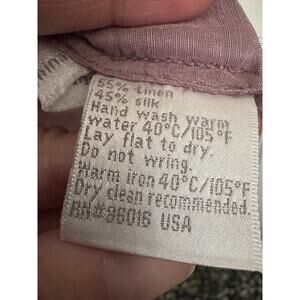 55% linen
45% silk
Hand wash warm
water 40°C/105°F
Lay flat to dry.
Do not wring.
Warm iron 40°C/105°F
Dry clean recommended.
RN#86016 USA